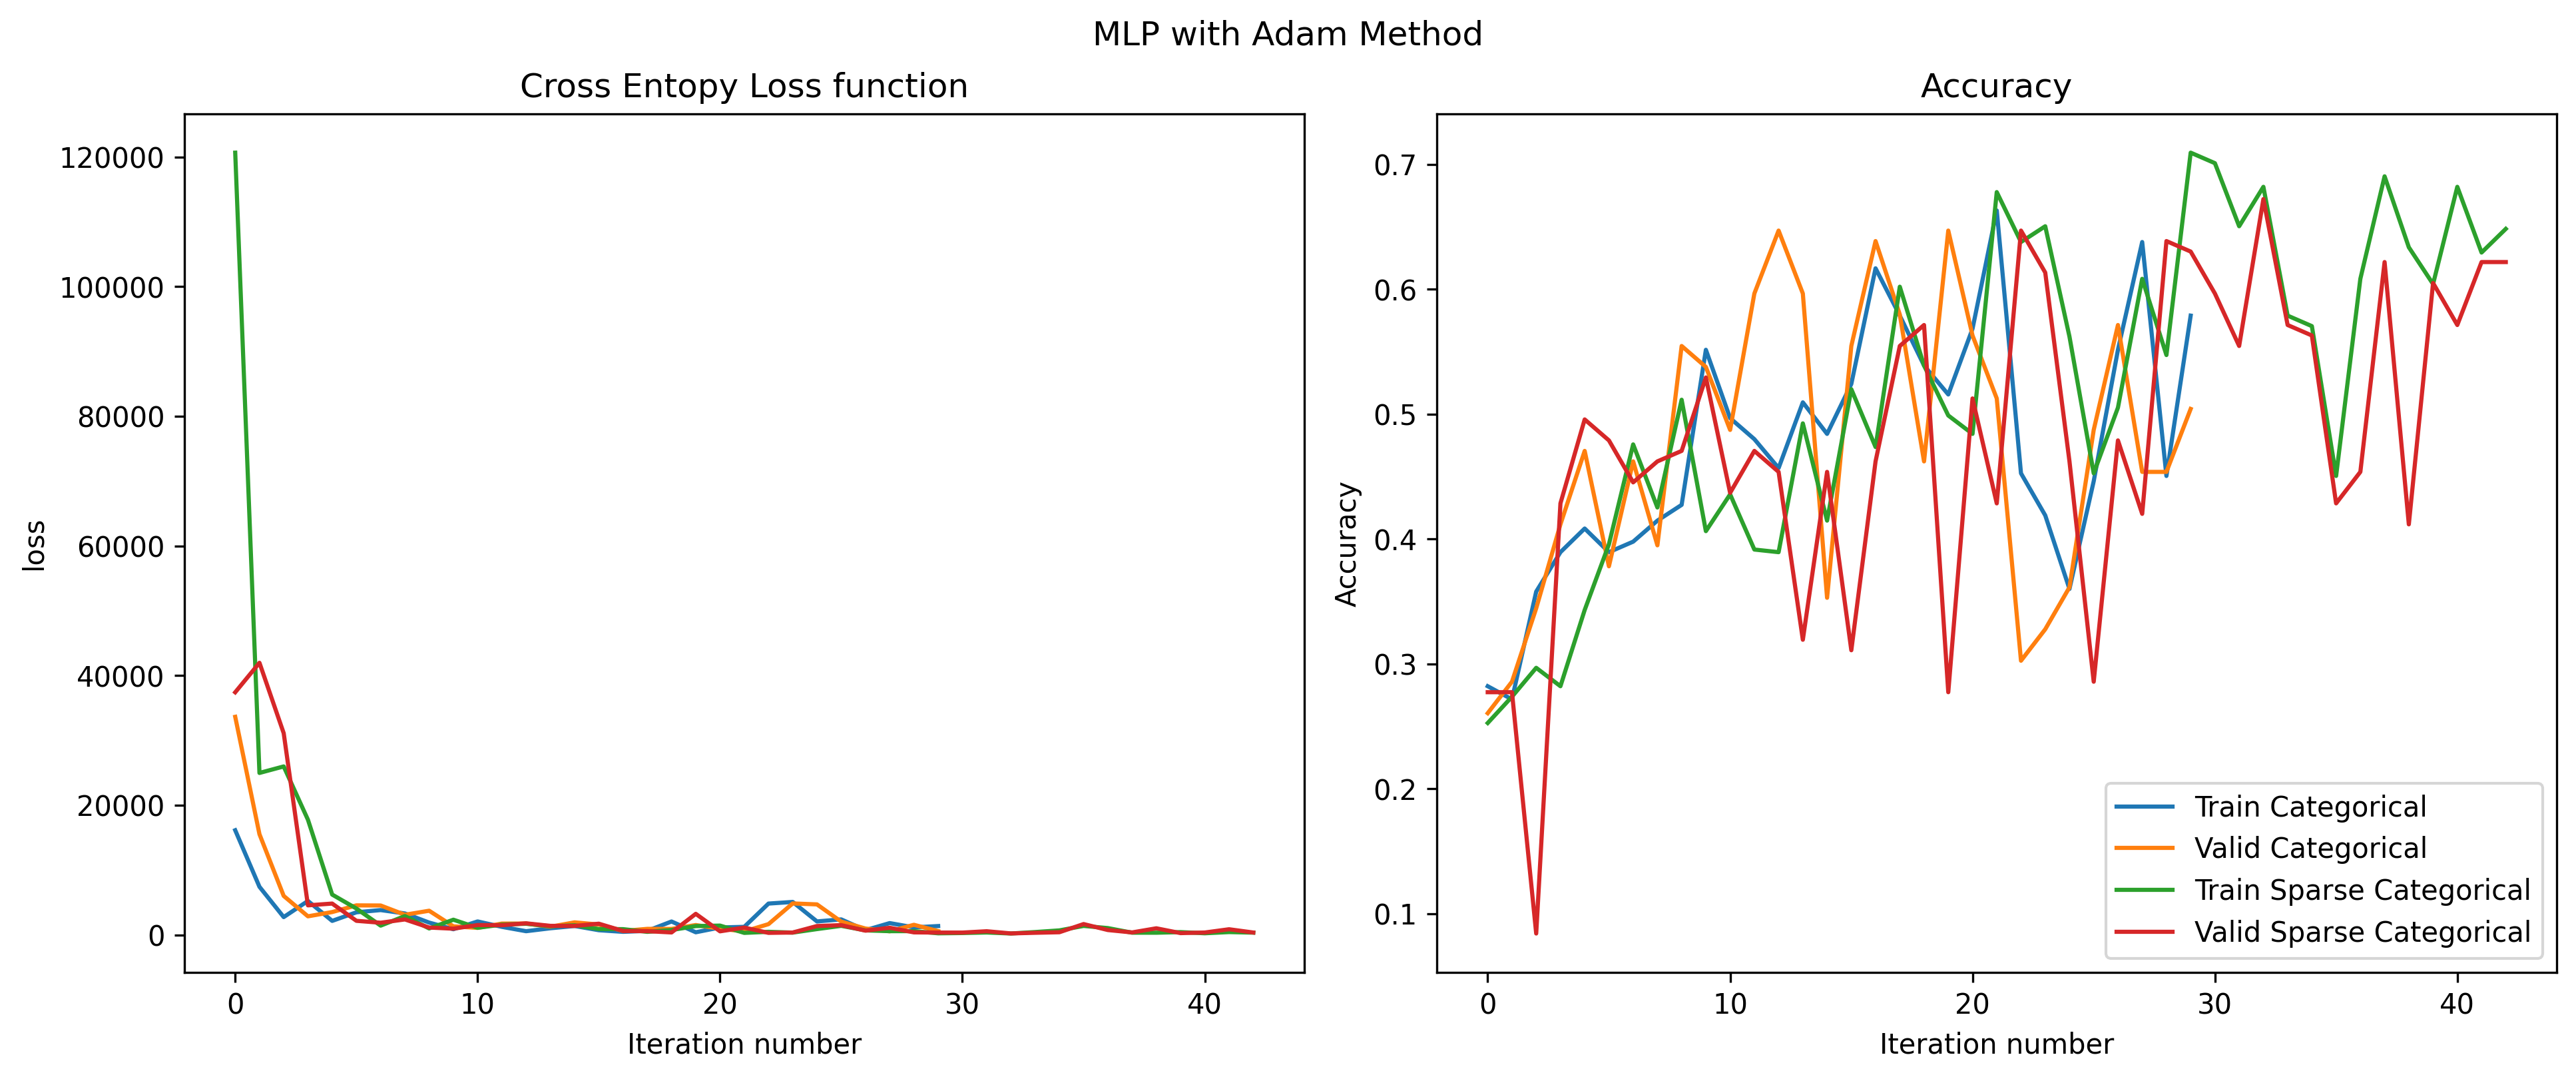 MLP with Adam Method
Cross Entopy Loss function
120000
100000
80000
60000
40000
20000
0
loss
0 10 20 30 40
Iteration number
Accuracy
0.7
0.6
0.5
0.4
0.3
0.2
0.1
Accuracy
0 10 20 30 40
Iteration number
Train Categorical
Valid Categorical
Train Sparse Categorical
Valid Sparse Categorical